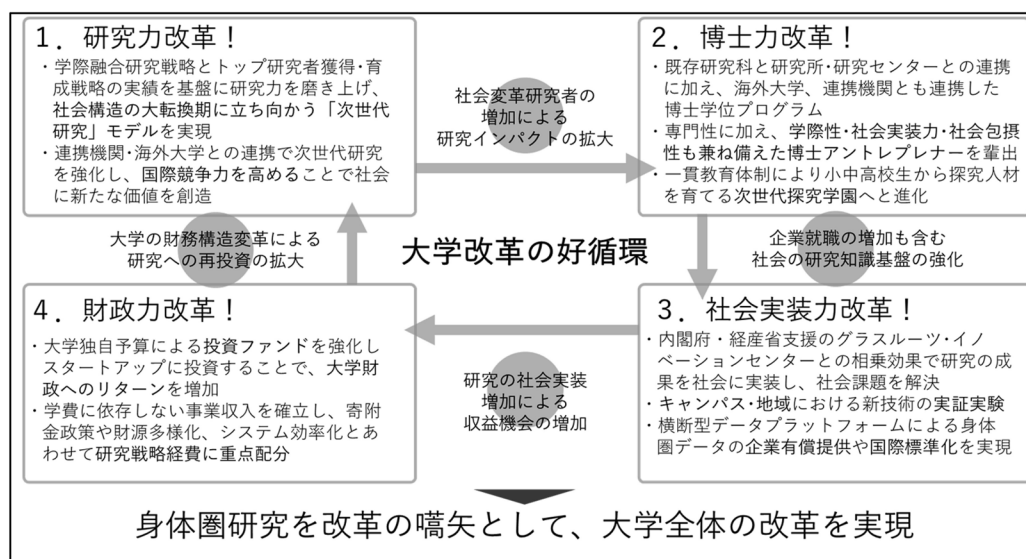 1．研究力改革！
・学際融合研究戦略とトップ研究者獲得・育
成戦略の実績を基盤に研究力を磨き上げ、
社会構造の大転換期に立ち向かう「次世代
研究」モデルを実現
・連携機関・海外大学との連携で次世代研究
を強化し、国際競争力を高めることで社会
に新たな価値を創造
社会変革研究者の
増加による
研究インパクトの拡大
2．博士力改革！
・既存研究科と研究所・研究センターとの連携
に加え、海外大学、連携機関とも連携した
博士学位プログラム
・専門性に加え、学際性・社会実装力・社会包摂
性も兼ね備えた博士アントレプレナーを輩出
・一貫教育体制により小中高校生から探究人材
を育てる次世代探究学園へと進化
大学の財務構造変革による
研究への再投資の拡大
大学改革の好循環
企業就職の増加も含む
社会の研究知識基盤の強化
4．財政力改革！
・大学独自予算による投資ファンドを強化し
スタートアップに投資することで、大学財
政へのリターンを増加
・学費に依存しない事業収入を確立し、寄附
金政策や財源多様化、システム効率化とあ
わせて研究戦略経費に重点配分
研究の社会実装
増加による
収益機会の増加
3．社会実装力改革！
・内閣府・経産省支援のグラスルーツ・イノ
ベーションセンターとの相乗効果で研究の成
果を社会に実装し、社会課題を解決
・キャンパス・地域における新技術の実証実験
・横断型データプラットフォームによる身体
圏データの企業有償提供や国際標準化を実現
身体圏研究を改革の嚆矢として、大学全体の改革を実現